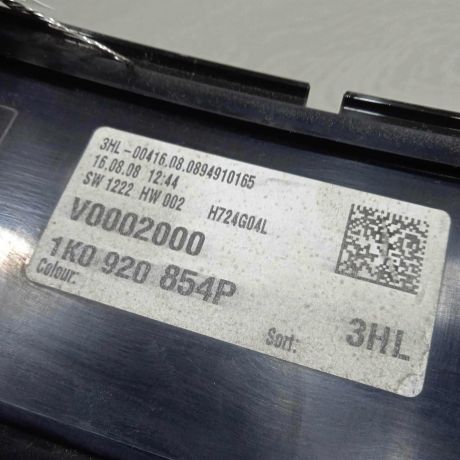 3HL-00416.08.0894910165
16.08.08 12:44
SW 1222 HW 002 H724G04L
V0002000
1K0 920 854P
Colour: Sort: 3HL